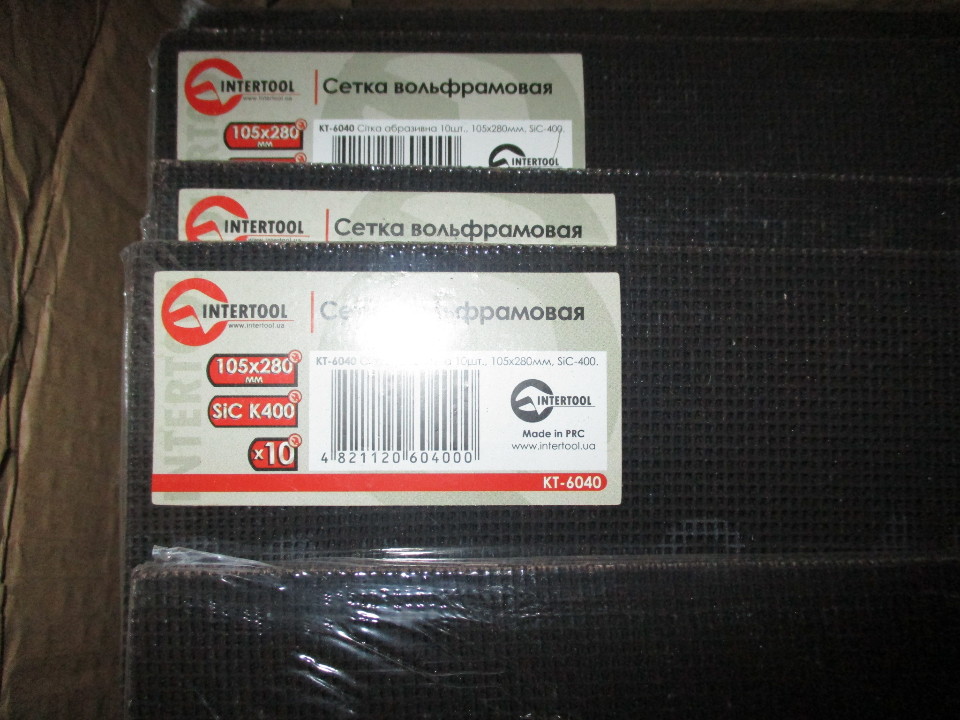 INTERTOOL
www.intertool.ua
Сетка вольфрамовая
105x280
мм
KT-6040 Сітка абразивна 10шт., 105x280мм, SiC-400.
INTERTOOL
INTERTOOL
Сетка вольфрамовая
INTERTOOL
www.intertool.ua
фрамовая
105x280
мм
SiC K400
x10
KT-6040 10шт., 105x280мм, SiC-400.
4 821120 604000
INTERTOOL
Made in PRC
www.intertool.ua
KT-6040
INTERTO